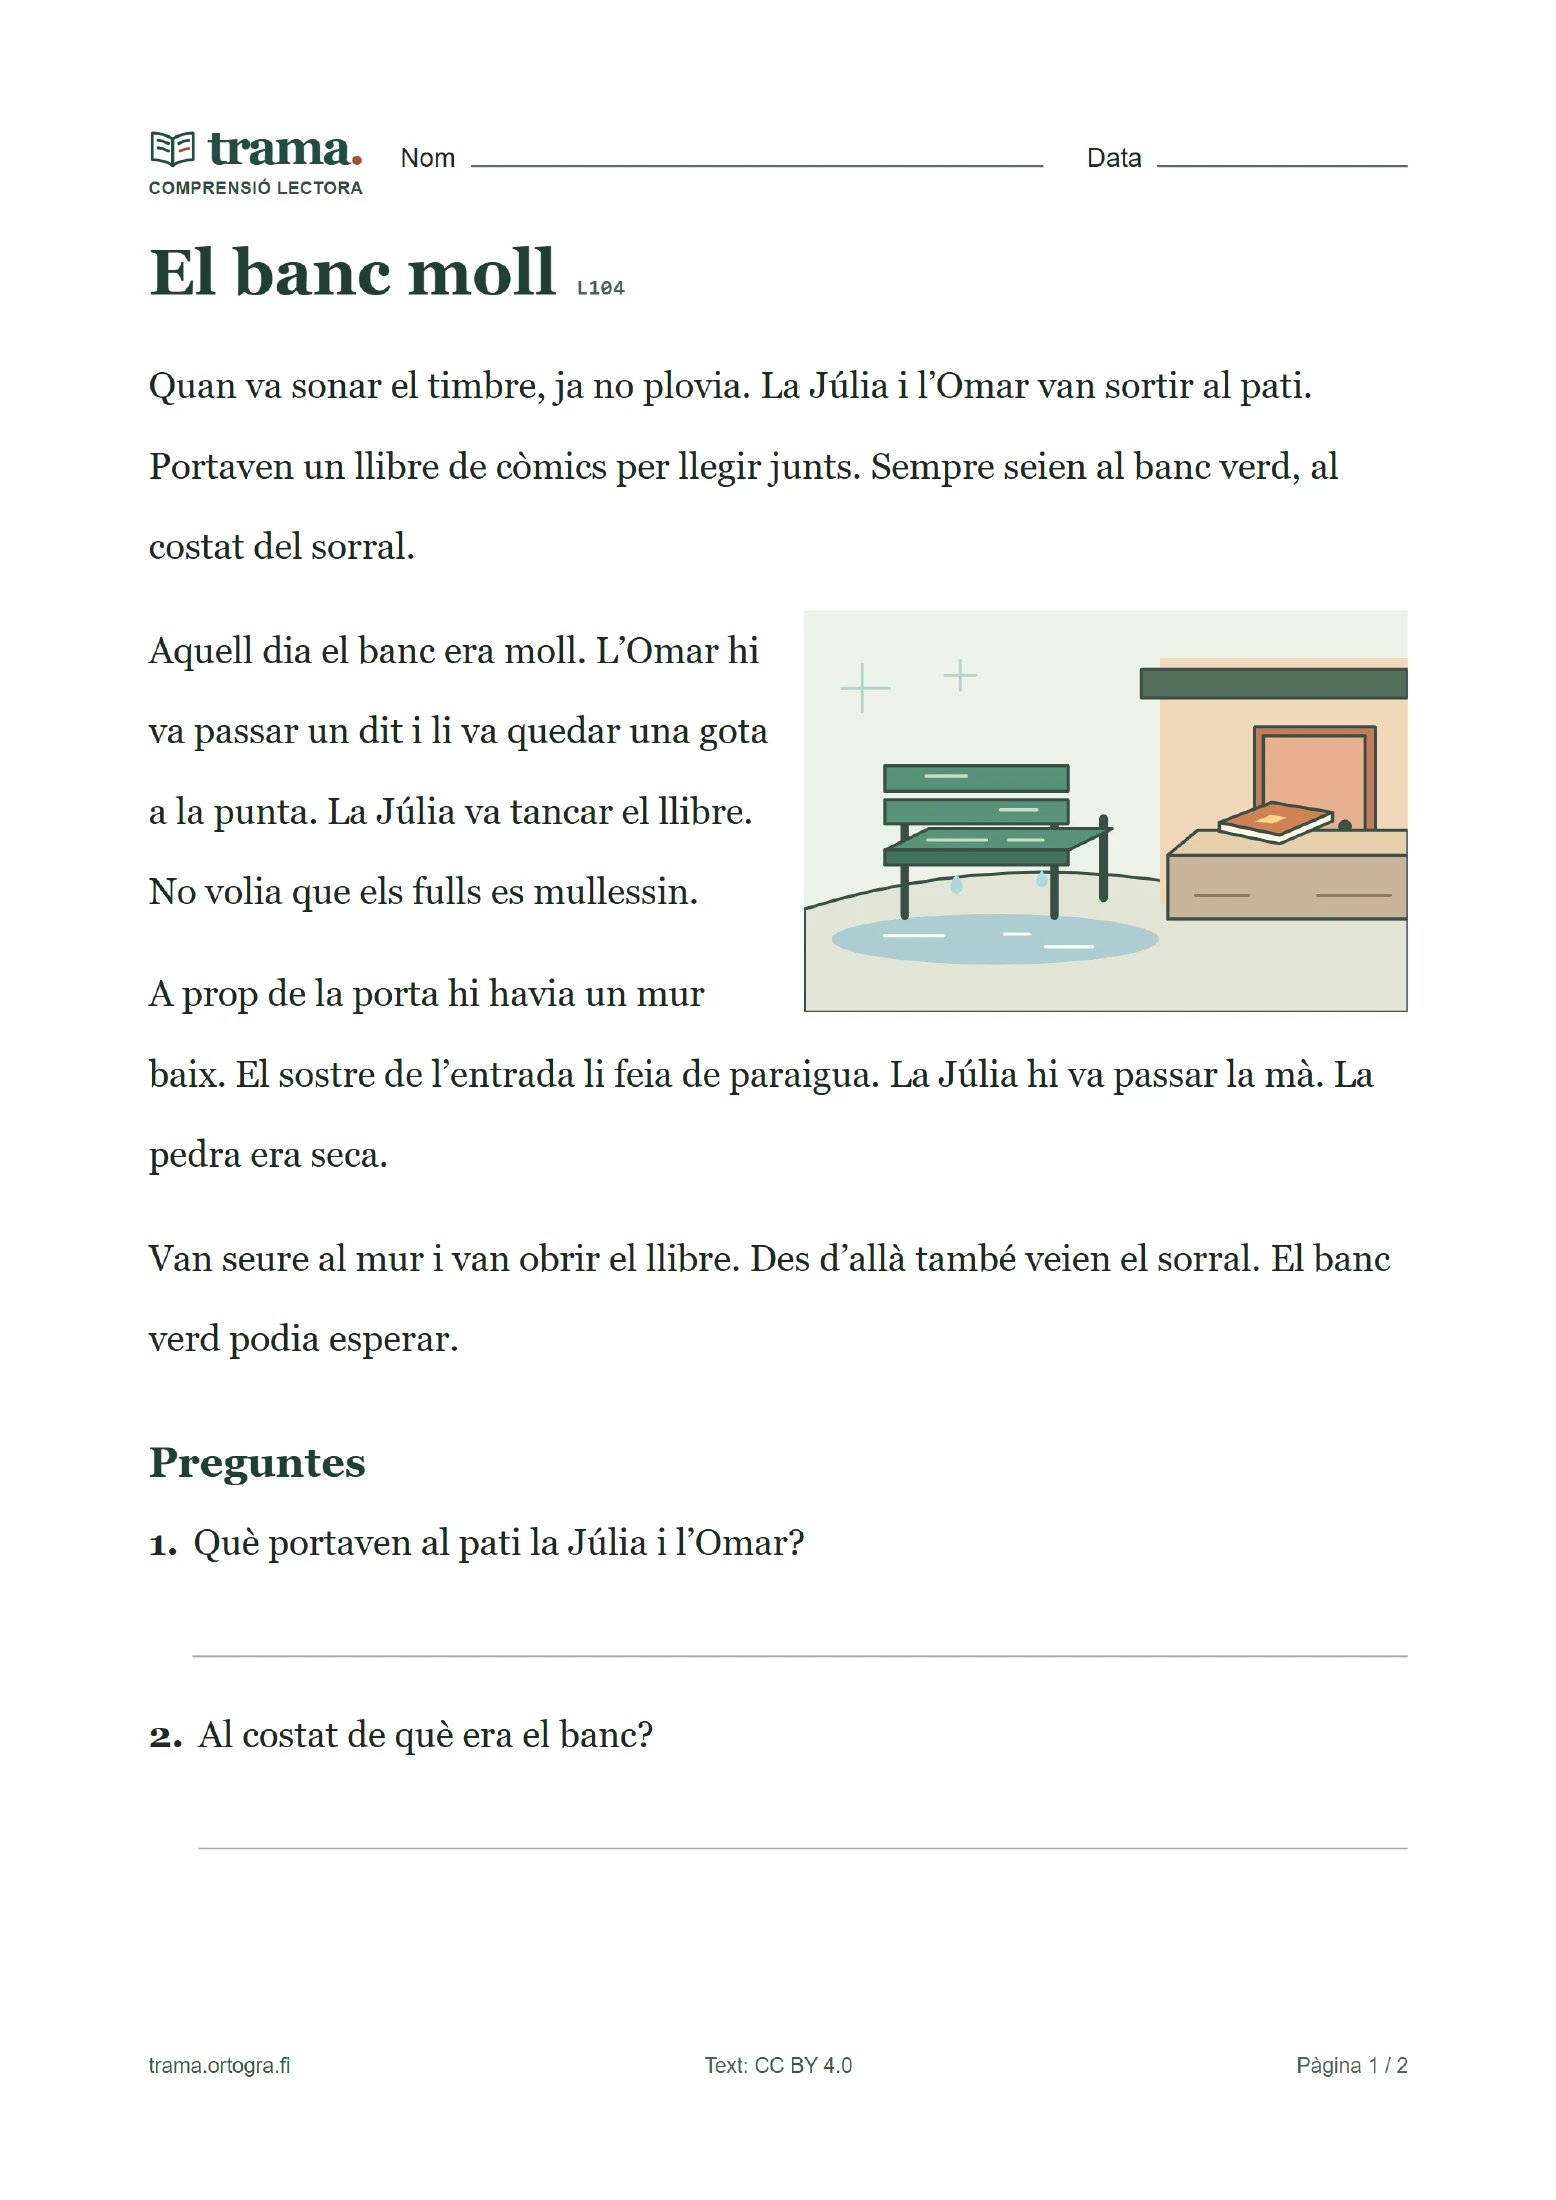 trama.
COMPRENSIÓ LECTORA
Nom
Data
El banc moll L104
Quan va sonar el timbre, ja no plovia. La Júlia i l’Omar van sortir al pati.
Portaven un llibre de còmics per llegir junts. Sempre seien al banc verd, al
costat del sorral.
Aquell dia el banc era moll. L’Omar hi
va passar un dit i li va quedar una gota
a la punta. La Júlia va tancar el llibre.
No volia que els fulls es mullessin.
A prop de la porta hi havia un mur
baix. El sostre de l’entrada li feia de paraigua. La Júlia hi va passar la mà. La
pedra era seca.
Van seure al mur i van obrir el llibre. Des d’allà també veien el sorral. El banc
verd podia esperar.
Preguntes
1. Què portaven al pati la Júlia i l’Omar?
2. Al costat de què era el banc?
trama.ortogra.fi
Text: CC BY 4.0
Pàgina 1 / 2